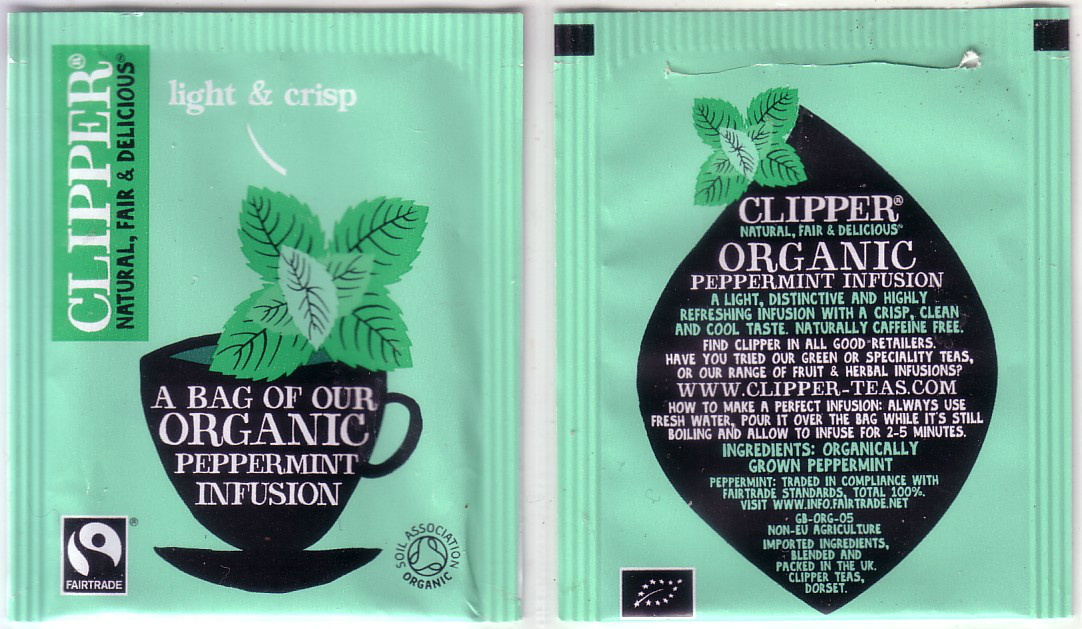 CLIPPER®
NATURAL, FAIR & DELICIOUS™
light & crisp
A BAG OF OUR
ORGANIC
PEPPERMINT
INFUSION
FAIRTRADE
®
SOIL ASSOCIATION
ORGANIC
CLIPPER®
NATURAL, FAIR & DELICIOUS™
ORGANIC
PEPPERMINT INFUSION
A LIGHT, DISTINCTIVE AND HIGHLY
REFRESHING INFUSION WITH A CRISP, CLEAN
AND COOL TASTE. NATURALLY CAFFEINE FREE.
FIND CLIPPER IN ALL GOOD RETAILERS.
HAVE YOU TRIED OUR GREEN OR SPECIALITY TEAS,
OR OUR RANGE OF FRUIT & HERBAL INFUSIONS?
WWW.CLIPPER-TEAS.COM
HOW TO MAKE A PERFECT INFUSION: ALWAYS USE
FRESH WATER, POUR IT OVER THE BAG WHILE IT'S STILL
BOILING AND ALLOW TO INFUSE FOR 2-5 MINUTES.
INGREDIENTS: ORGANICALLY
GROWN PEPPERMINT
PEPPERMINT: TRADED IN COMPLIANCE WITH
FAIRTRADE STANDARDS, TOTAL 100%.
VISIT WWW.INFO.FAIRTRADE.NET
GB-ORG-05
NON-EU AGRICULTURE
IMPORTED INGREDIENTS,
BLENDED AND
PACKED IN THE UK.
CLIPPER TEAS,
DORSET.